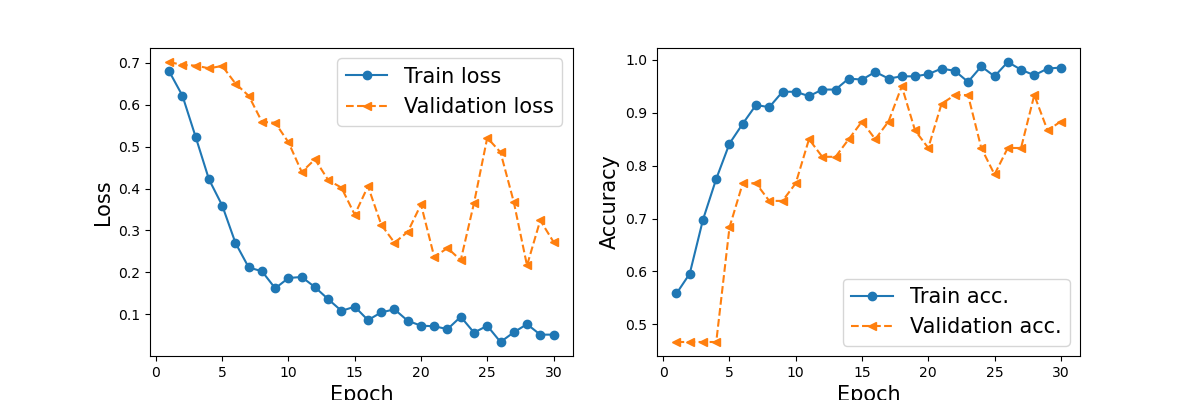 0.7
0.6
0.5
0.4
0.3
0.2
0.1
Loss
0 5 10 15 20 25 30
Epoch
Train loss
Validation loss
1.0
0.9
0.8
0.7
0.6
0.5
Accuracy
0 5 10 15 20 25 30
Epoch
Train acc.
Validation acc.